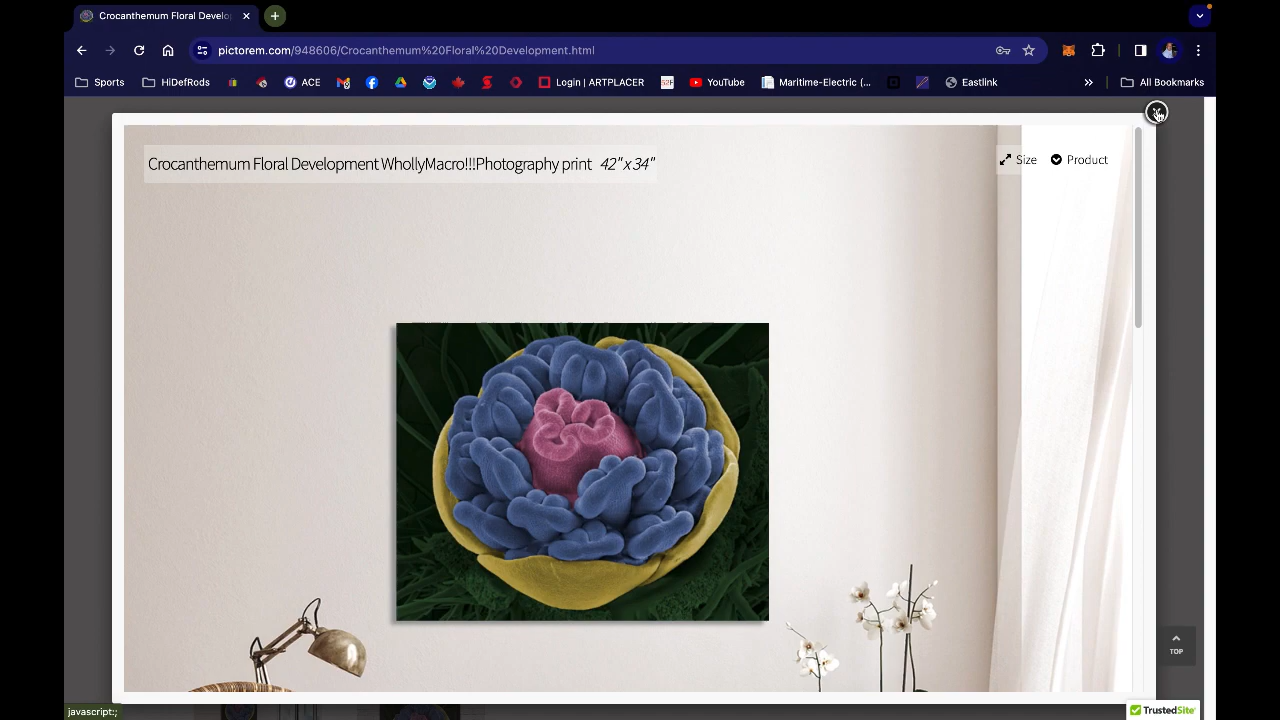 Crocanthemum Floral Develo
pictorem.com/948606/Crocanthemum%20Floral%20Development.html
Sports HiDefRods ACE Login | ARTPLACER YouTube Maritime-Electric (... Eastlink » All Bookmarks
Crocanthemum Floral Development WhollyMacro!!!Photography print 42" x 34"
Size Product
TOP
javascript:;
TrustedSite